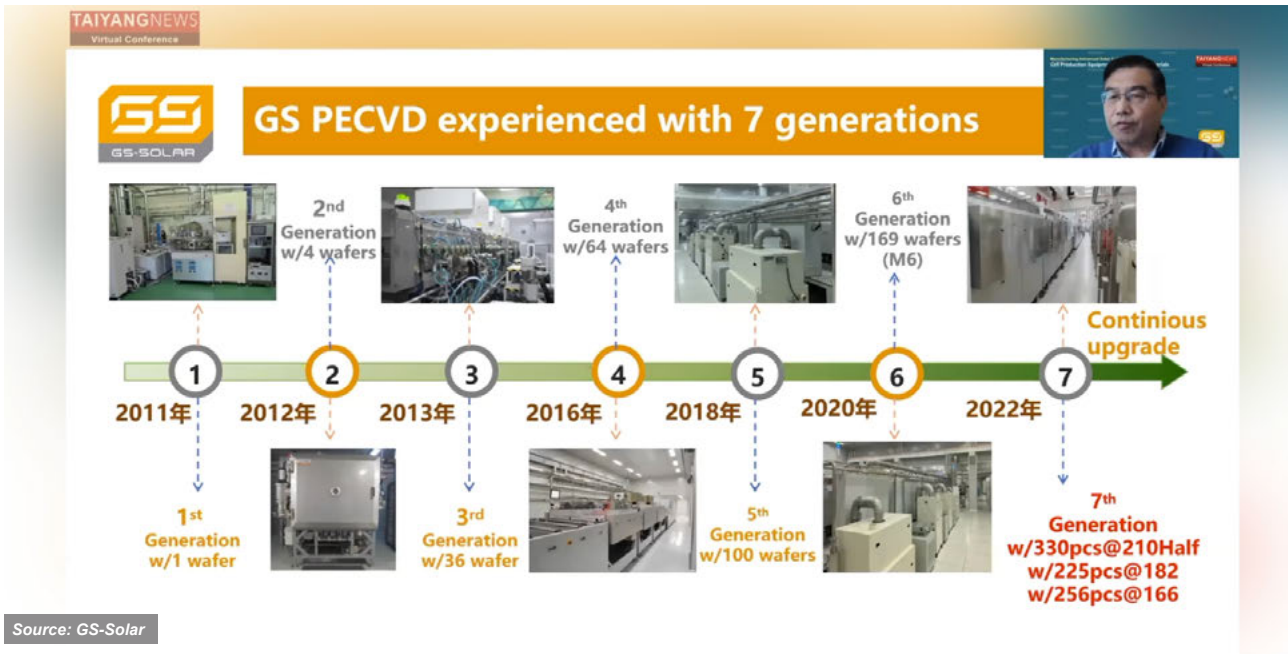 TAIYANGNEWS
Virtual Conference
GS-SOLAR
GS PECVD experienced with 7 generations
TAIYANGNEWS
2nd
Generation
w/4 wafers
4th
Generation
w/64 wafers
6th
Generation
w/169 wafers
(M6)
Continious
upgrade
1
2
3
4
5
6
7
2011年
2012年
2013年
2016年
2018年
2020年
2022年
1st
Generation
w/1 wafer
3rd
Generation
w/36 wafer
5th
Generation
w/100 wafers
7th
Generation
w/330pcs@210Half
w/225pcs@182
w/256pcs@166
Source: GS-Solar